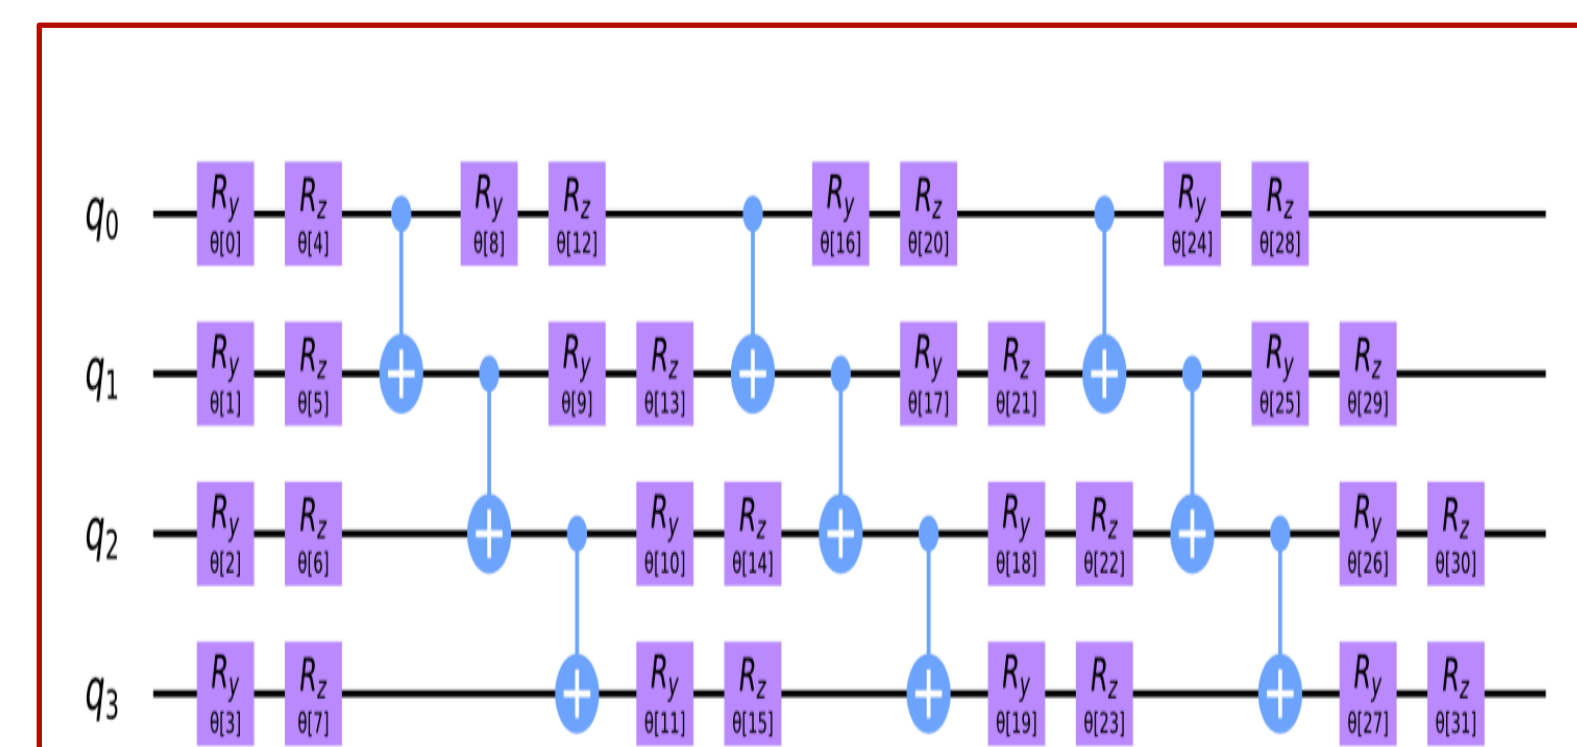 q0 Ry θ[0] Rz θ[4] Ry θ[8] Rz θ[12] Ry θ[16] Rz θ[20] Ry θ[24] Rz θ[28]
q1 Ry θ[1] Rz θ[5] Ry θ[9] Rz θ[13] Ry θ[17] Rz θ[21] Ry θ[25] Rz θ[29]
q2 Ry θ[2] Rz θ[6] Ry θ[10] Rz θ[14] Ry θ[18] Rz θ[22] Ry θ[26] Rz θ[30]
q3 Ry θ[3] Rz θ[7] Ry θ[11] Rz θ[15] Ry θ[19] Rz θ[23] Ry θ[27] Rz θ[31]